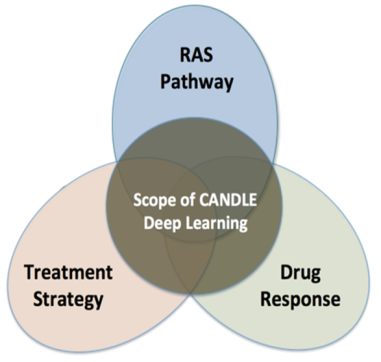 RAS
Pathway
Scope of CANDLE
Deep Learning
Treatment
Strategy
Drug
Response